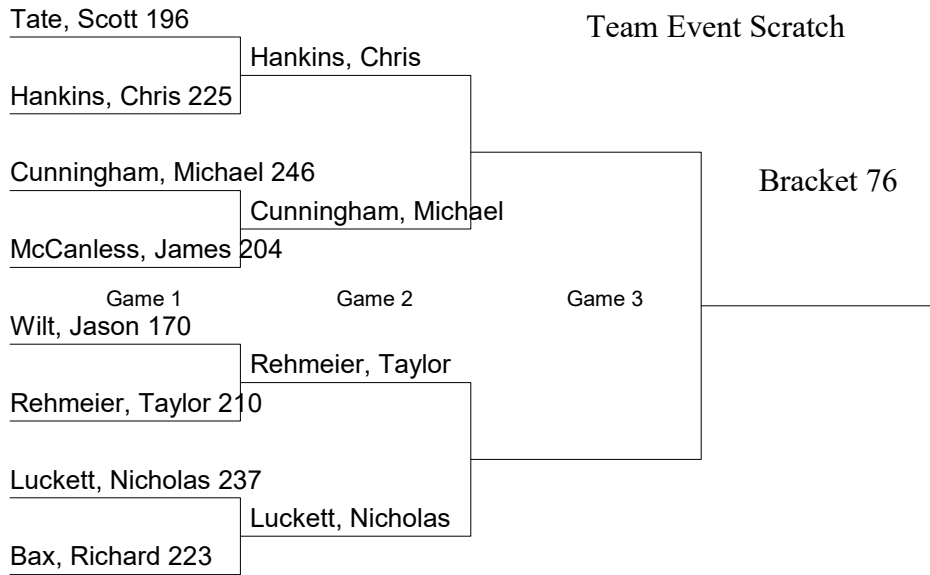 Tate, Scott 196
Team Event Scratch
Hankins, Chris
Hankins, Chris 225
Cunningham, Michael 246
Bracket 76
Cunningham, Michael
McCanless, James 204
Game 1
Game 2
Game 3
Wilt, Jason 170
Rehmeier, Taylor
Rehmeier, Taylor 210
Luckett, Nicholas 237
Luckett, Nicholas
Bax, Richard 223